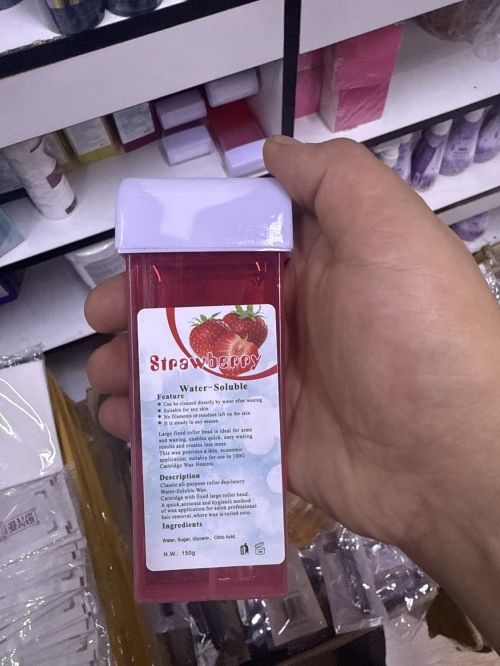 Strawberry
Water-Soluble
Feature
Can be cleaned directly by water after waxing
Suitable for any skin
No filaments or residues left on the skin
It is steady in any season
Large fixed roller head is ideal for arms
and waxing, enables quick, easy waxing
results and creates less mess.
This wax provides a thin, economic
application, suitable for use in 100G
Cartridge Wax Heaters.
Description
Classic all-purpose roller depilatory
Water-Soluble Wax.
Cartridge with fixed large roller head.
A quick, accurate and hygienic method
of wax application for salon professional
hair removal, where wax is rolled onto.
Ingredients
Water, Sugar, Glycerin, Citric Acid.
N.W.: 150g